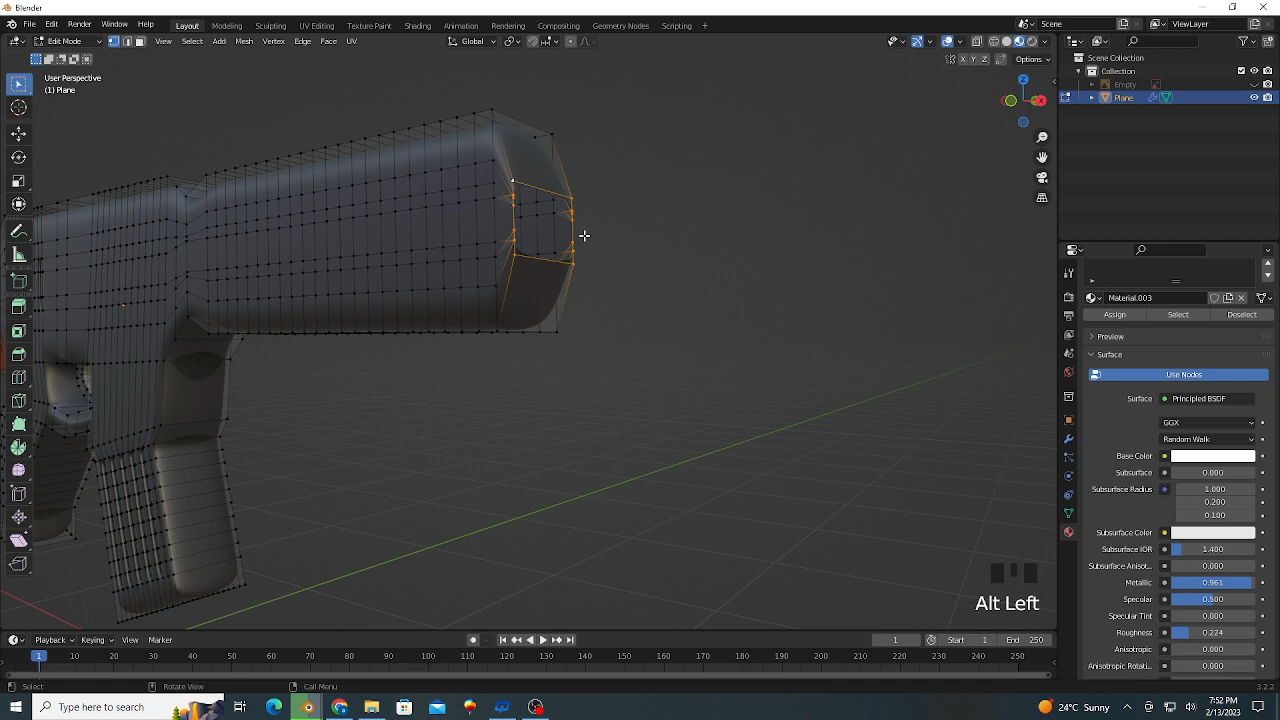 Blender
File Edit Render Window Help
Layout Modeling Sculpting UV Editing Texture Paint Shading Animation Rendering Compositing Geometry Nodes Scripting +
Scene ViewLayer
Edit Mode View Select Add Mesh Vertex Edge Face UV
Global
X Y Z Options
User Perspective
(1) Plane
Z
X
Scene Collection
Collection
Empty
Plane
Material.003
Assign Select Deselect
Preview
Surface
Use Nodes
Surface Principled BSDF
GGX
Random Walk
Base Color
Subsurface 0.000
Subsurface Radius 1.000
0.200
0.100
Subsurface Color
Subsurface IOR 1.400
Subsurface Anisot... 0.000
Metallic 0.961
Specular 0.500
Specular Tint 0.000
Roughness 0.224
Anisotropic 0.000
Anisotropic Rotati... 0.000
Alt Left
Playback Keying View Marker
1 Start 1 End 250
1 10 20 30 40 50 60 70 80 90 100 110 120 130 140 150 160 170 180 190 200 210 220 230 240 250
Select Rotate View Call Menu
3.2.2
Type here to search
24°C Sunny
7:52 PM
2/13/2023